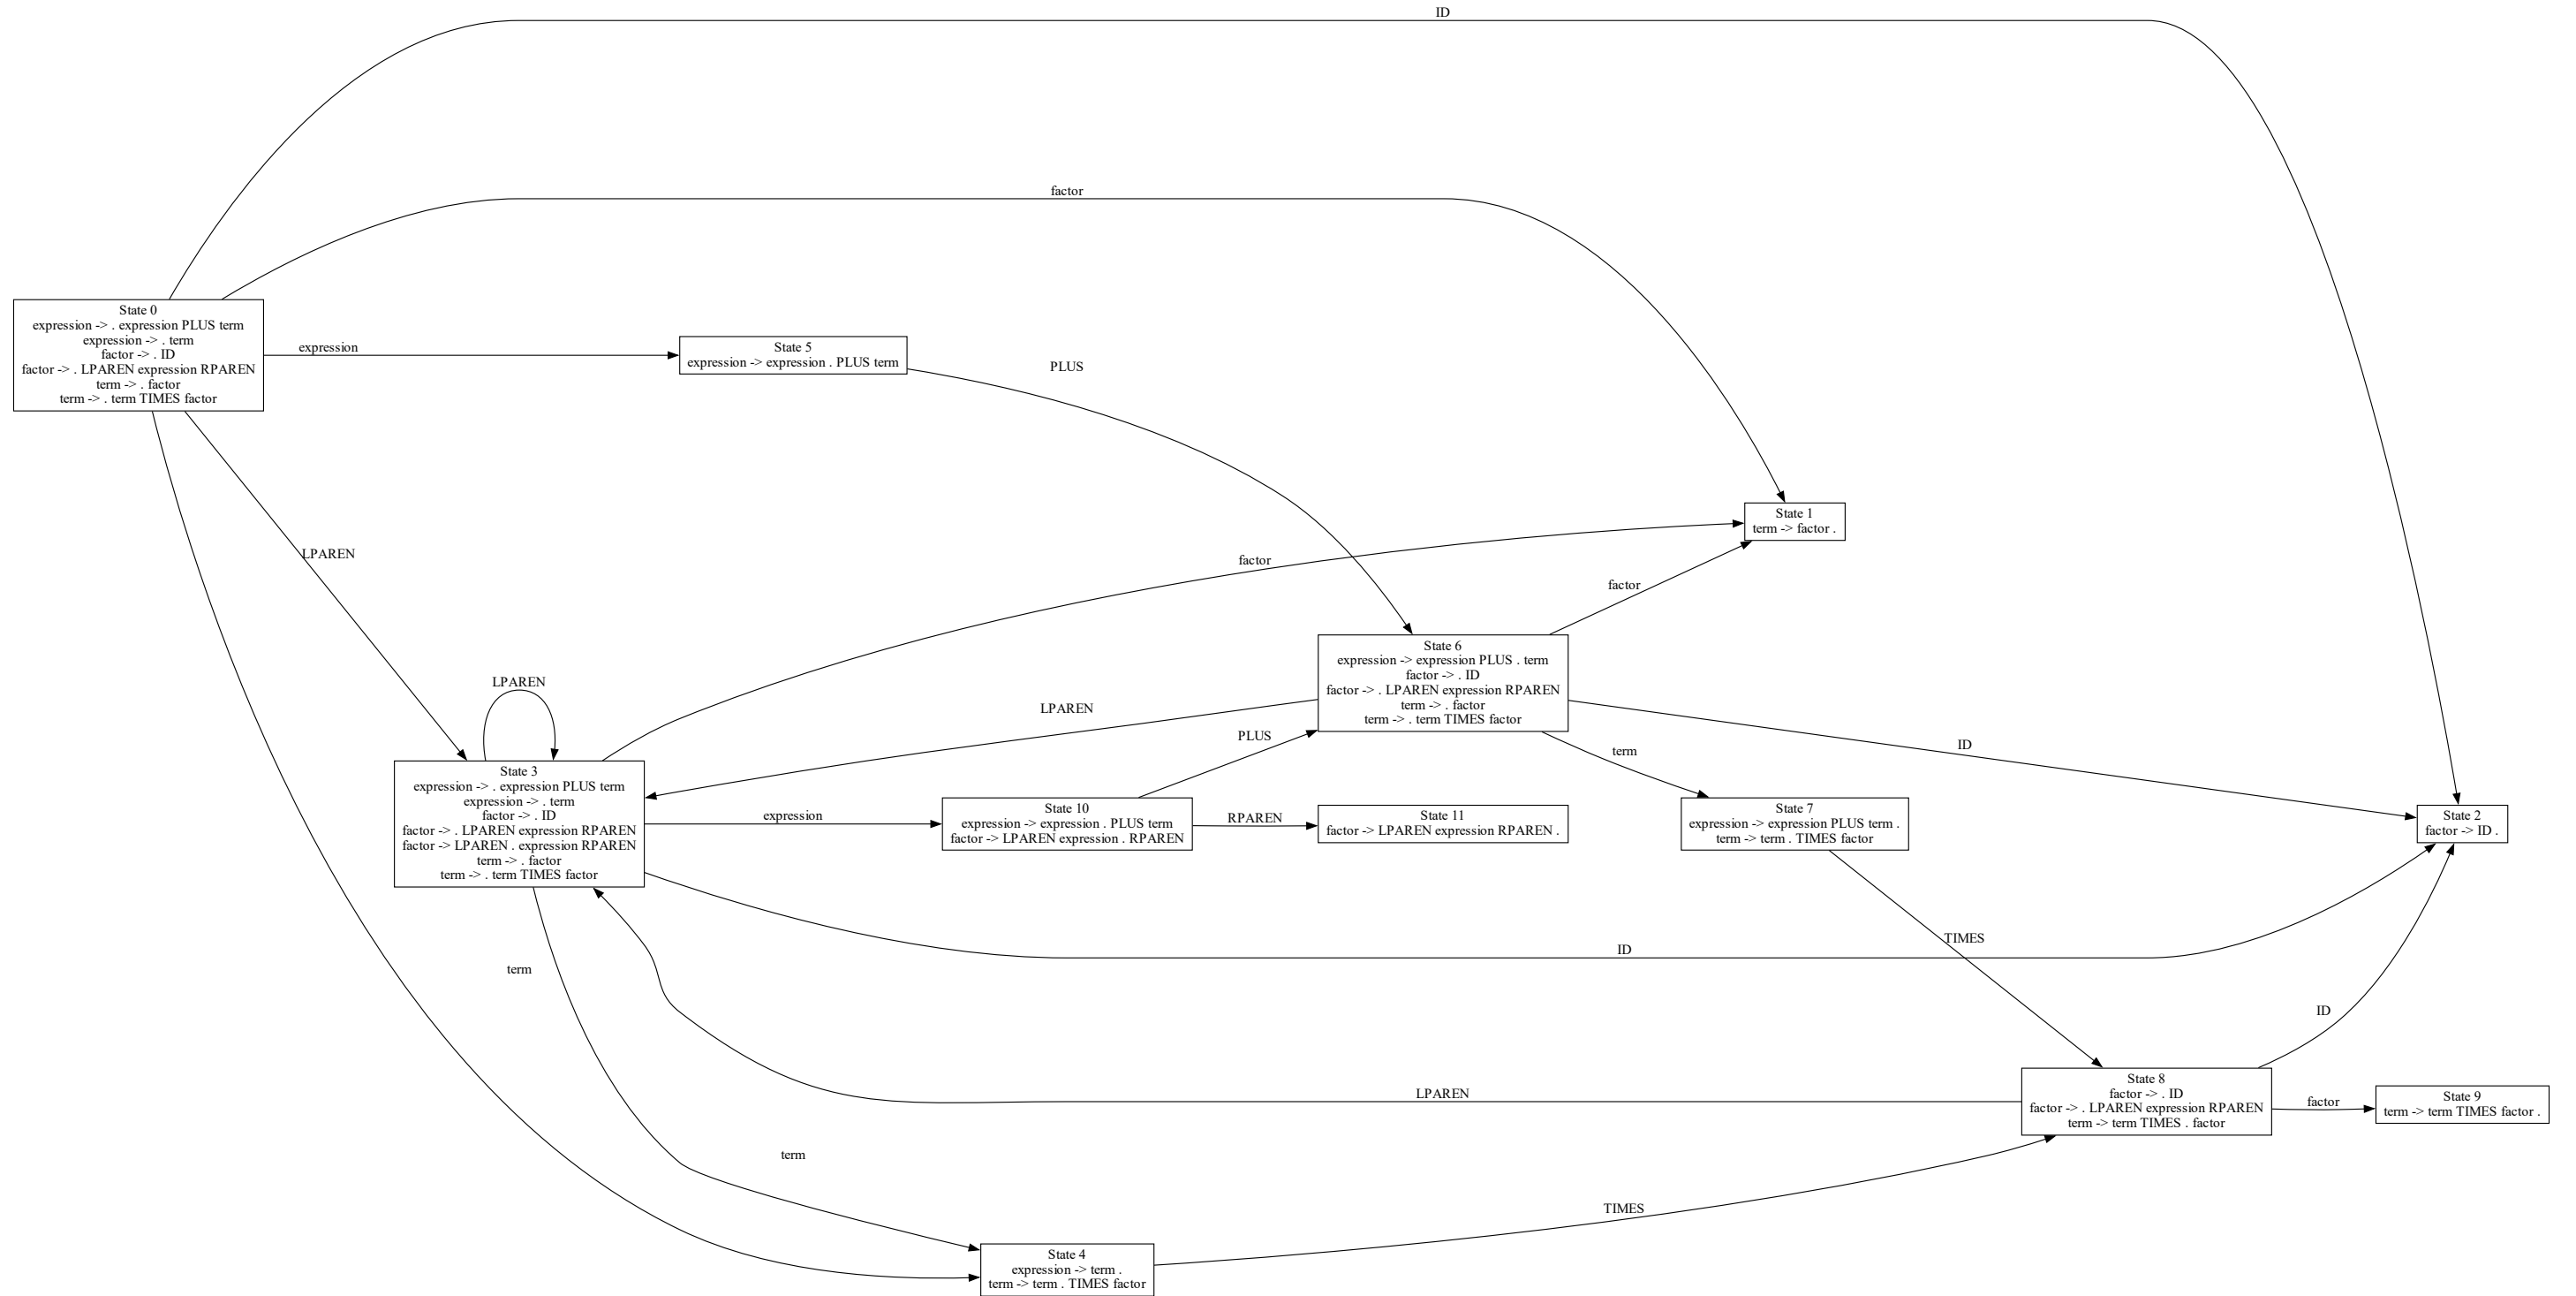 ID
factor
State 0
expression -> . expression PLUS term
expression -> . term
factor -> . ID
factor -> . LPAREN expression RPAREN
term -> . factor
term -> . term TIMES factor
expression
State 5
expression -> expression . PLUS term
PLUS
State 1
term -> factor .
LPAREN
factor
factor
State 6
expression -> expression PLUS . term
factor -> . ID
factor -> . LPAREN expression RPAREN
term -> . factor
term -> . term TIMES factor
LPAREN
LPAREN
PLUS
term
ID
State 3
expression -> . expression PLUS term
expression -> . term
factor -> . ID
factor -> . LPAREN expression RPAREN
factor -> LPAREN . expression RPAREN
term -> . factor
term -> . term TIMES factor
expression
State 10
expression -> expression . PLUS term
factor -> LPAREN expression . RPAREN
RPAREN
State 11
factor -> LPAREN expression RPAREN .
State 7
expression -> expression PLUS term .
term -> term . TIMES factor
State 2
factor -> ID .
TIMES
ID
term
ID
LPAREN
State 8
factor -> . ID
factor -> . LPAREN expression RPAREN
term -> term TIMES . factor
factor
State 9
term -> term TIMES factor .
term
TIMES
State 4
expression -> term .
term -> term . TIMES factor